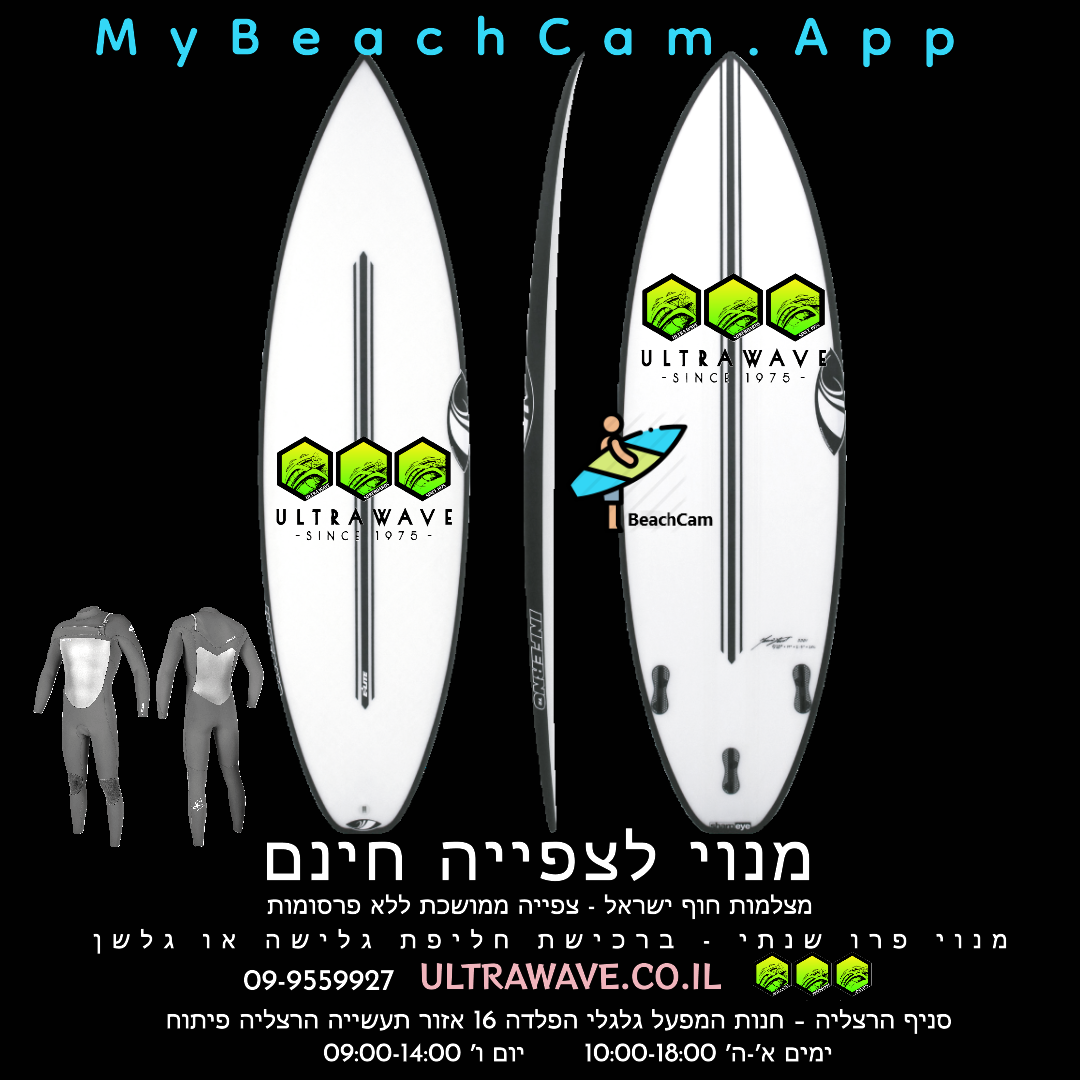 MyBeachCam.App
ULTRAWAVE
-SINCE 1975-
BeachCam
ULTRAWAVE
-SINCE 1975-
INFERNO
E-LITE
מנוי לצפייה חינם
מצלמות חוף ישראל - צפייה ממושכת ללא פרסומות
מנוי פרו שנתי - ברכישת חליפת גלישה או גלשן
09-9559927 ULTRAWAVE.CO.IL
סניף הרצליה – חנות המפעל גלגלי הפלדה 16 אזור תעשייה הרצליה פיתוח
ימים א'-ה' 10:00-18:00 יום ו' 09:00-14:00